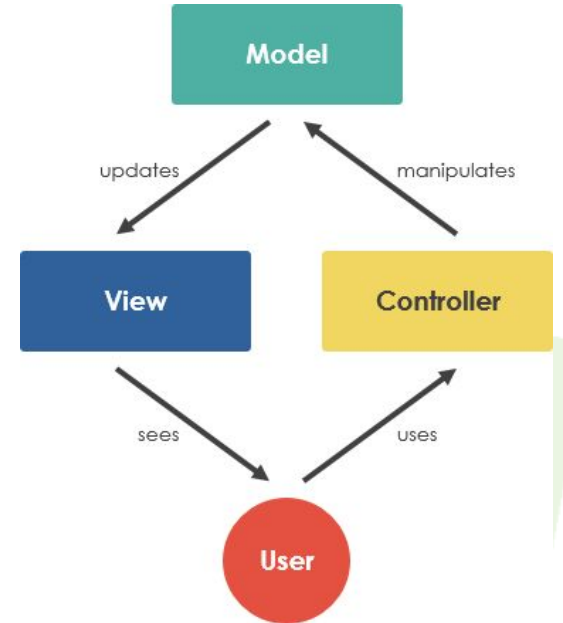 Model
updates
manipulates
View
Controller
sees
uses
User